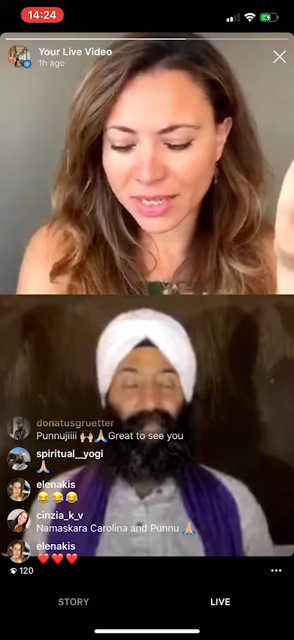 14:24
Your Live Video
1h ago
donatusgruetter
Punnujiiii 🙌🏼🙏🏼Great to see you
spiritual__yogi
🙏🏼
elenakis
😂😂😂
cinzia_k_v
Namaskara Carolina and Punnu 🙏🏼
elenakis
❤️❤️❤️
120
STORY
LIVE